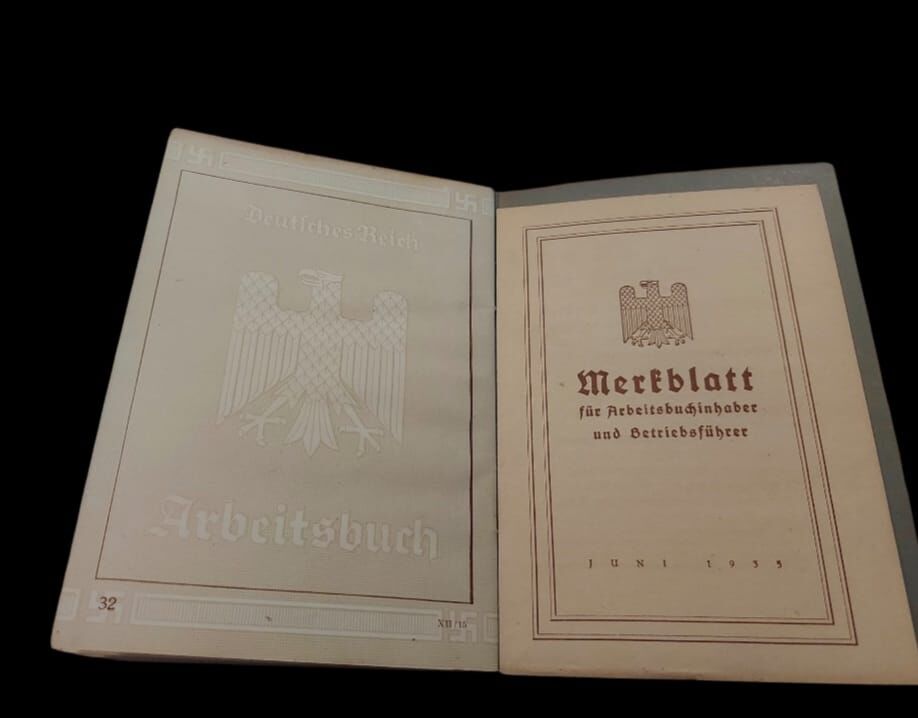 Deutsches Reich
Arbeitsbuch
32
XII/15
Merkblatt
für Arbeitsbuchinhaber
und Betriebsführer
JUNI 1935